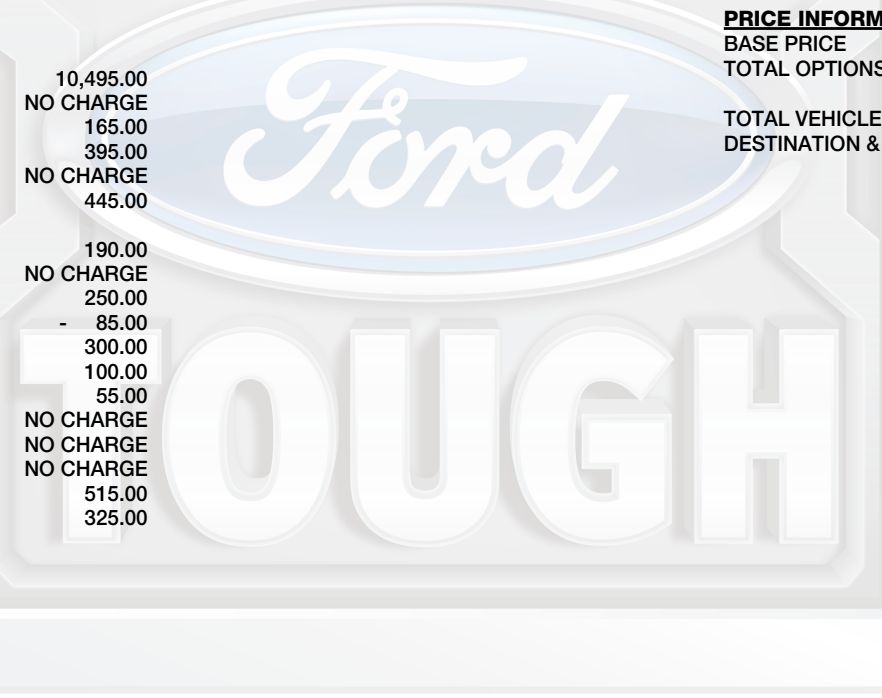 PRICE INFORM
BASE PRICE
TOTAL OPTIONS
TOTAL VEHICLE
DESTINATION &
10,495.00
NO CHARGE
165.00
395.00
NO CHARGE
445.00
190.00
NO CHARGE
250.00
- 85.00
300.00
100.00
55.00
NO CHARGE
NO CHARGE
NO CHARGE
515.00
325.00
Ford
TOUGH